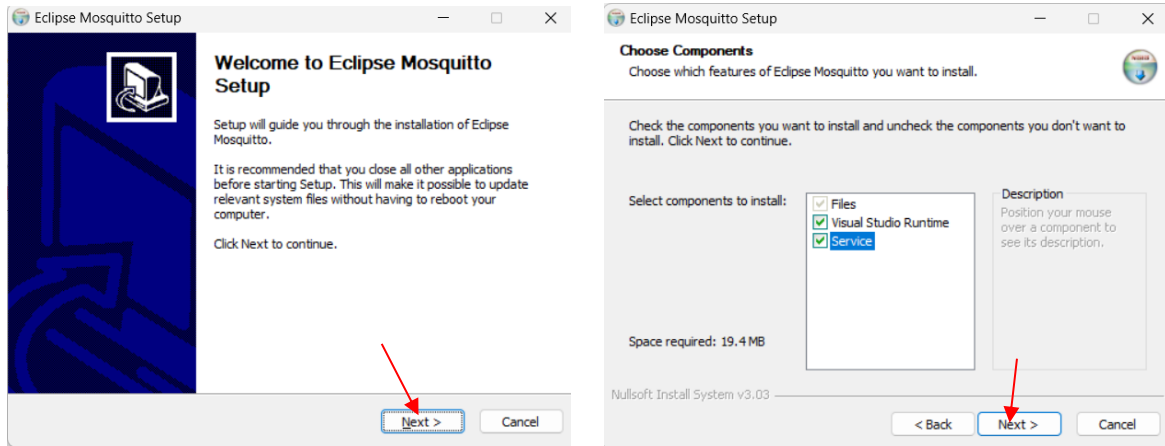 Eclipse Mosquitto Setup
Welcome to Eclipse Mosquitto
Setup
Setup will guide you through the installation of Eclipse
Mosquitto.
It is recommended that you close all other applications
before starting Setup. This will make it possible to update
relevant system files without having to reboot your
computer.
Click Next to continue.
Next >
Cancel
Eclipse Mosquitto Setup
Choose Components
Choose which features of Eclipse Mosquitto you want to install.
Check the components you want to install and uncheck the components you don't want to
install. Click Next to continue.
Select components to install:
Files
Visual Studio Runtime
Service
Description
Position your mouse
over a component to
see its description.
Space required: 19.4 MB
Nullsoft Install System v3.03
< Back
Next >
Cancel